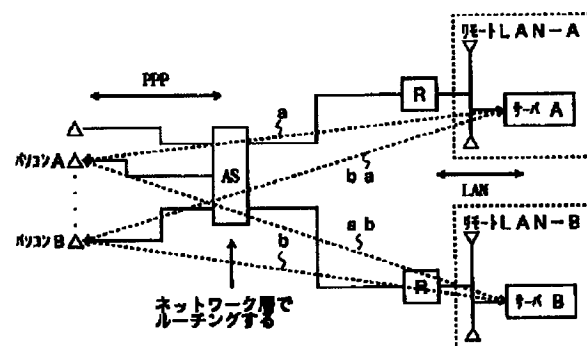 リモートLAN-A
PPP
R
サーバ A
a
パソコンA
AS
ba
LAN
リモートLAN-B
ab
パソコンB
b
R
サーバ B
ネットワーク層で
ルーチングする